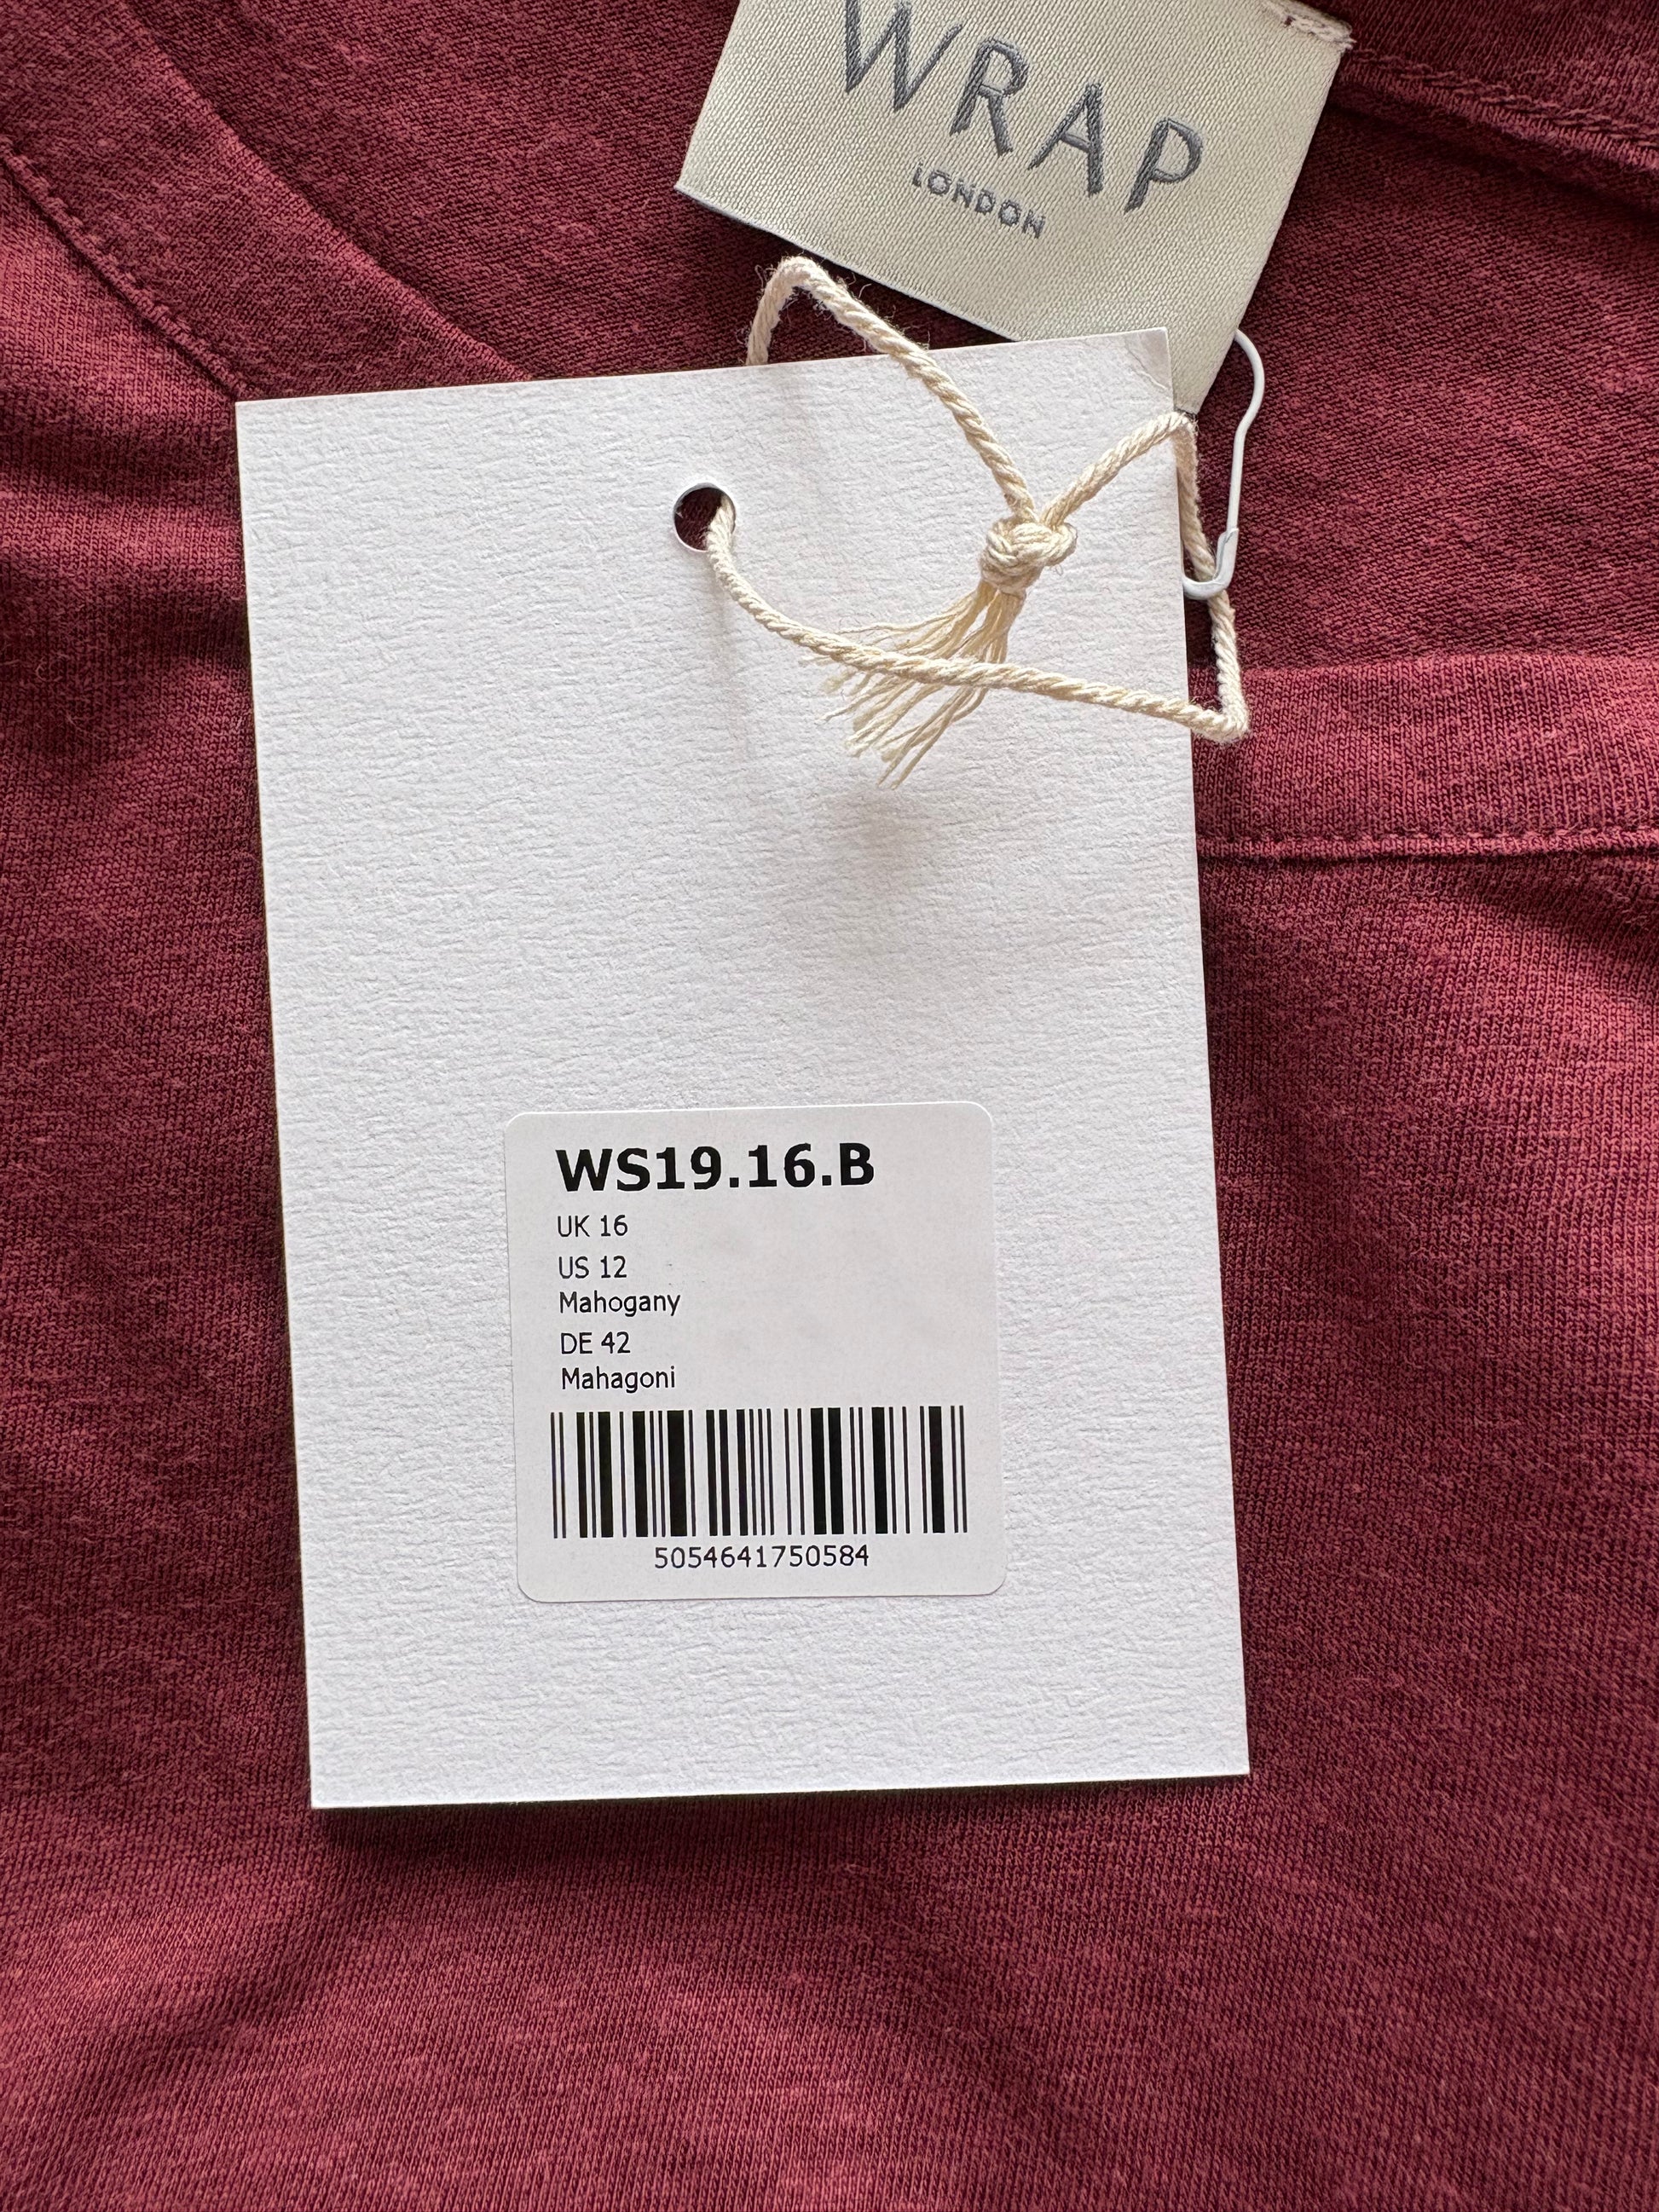 WRAP
LONDON
WS19.16.B
UK 16
US 12
Mahogany
DE 42
Mahagoni
5054641750584